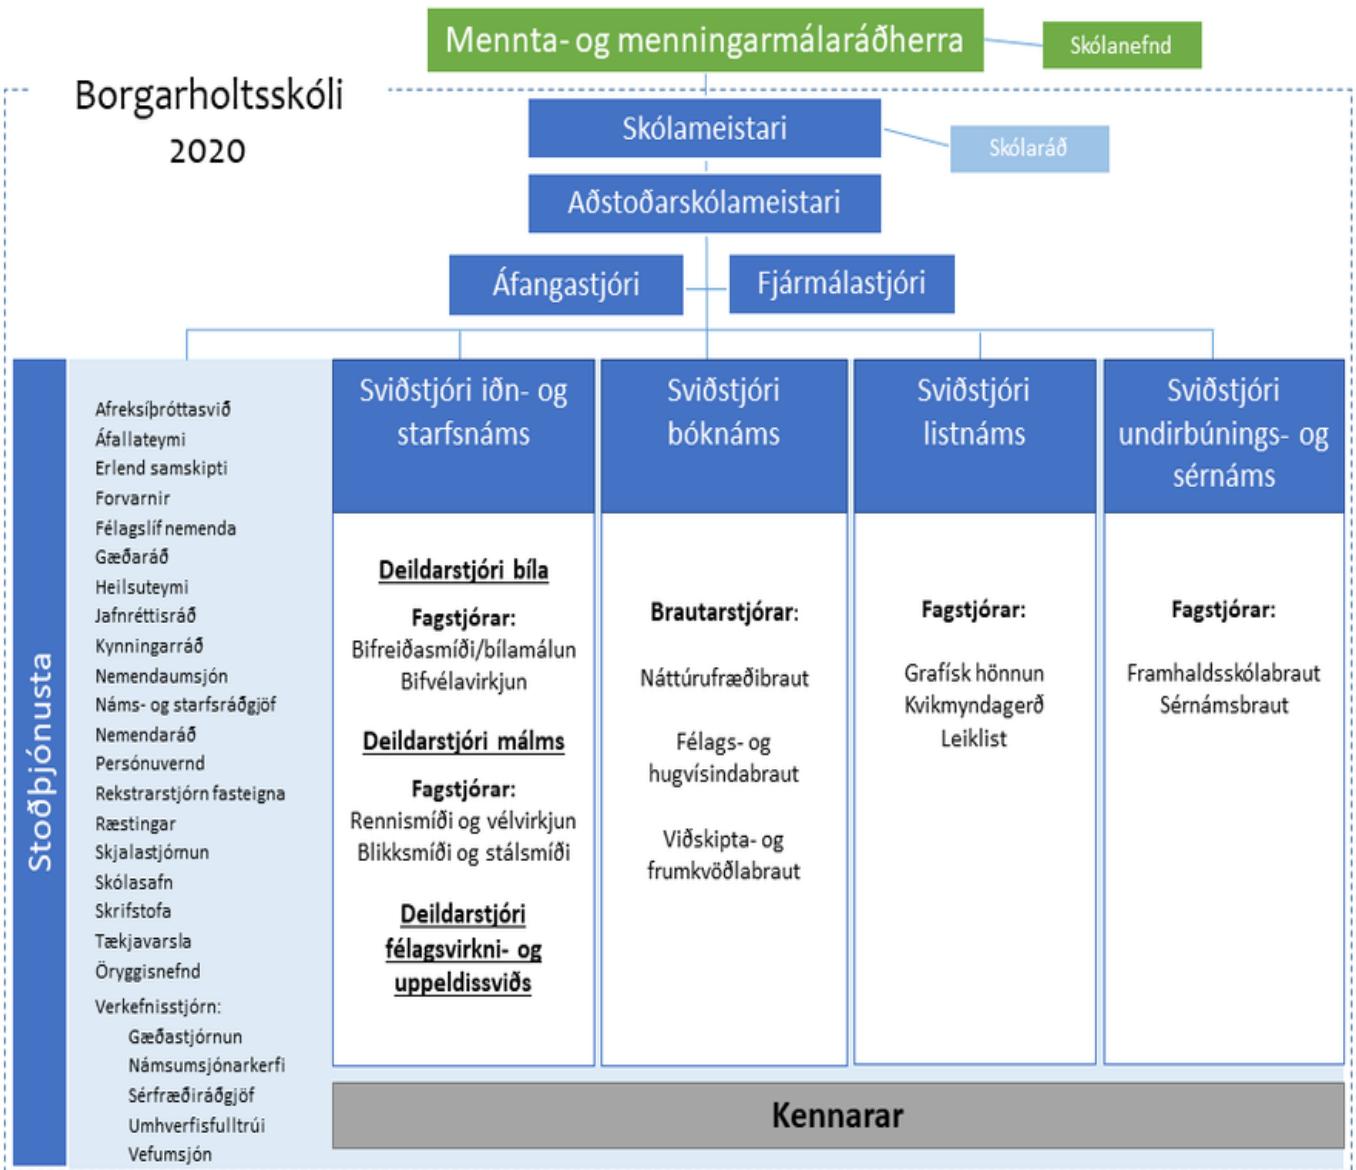 Mennta- og menningarmálaráðherra
Skólanefnd
Borgarholtsskóli
2020
Skólameistari
Skólaráð
Aðstoðarskólameistari
Áfangastjóri
Fjármálastjóri
Stoðþjónusta
Afreksíþróttasvið
Áfallateymi
Erlend samskipti
Forvarnir
Félagslíf nemenda
Gæðaráð
Heilsuteymi
Jafnréttisráð
Kynningarráð
Nemendaumsjón
Náms- og starfsráðgjöf
Nemendaráð
Persónuvernd
Rekstrarstjórn fasteigna
Ræstingar
Skjalastjórnun
Skólasafn
Skrifstofa
Tækjavarsla
Öryggisnefnd
Verkefnisstjórn:
Gæðastjórnun
Námsumsjónarkerfi
Sérfræðiráðgjöf
Umhverfisfulltrúi
Vefumsjón
Sviðstjóri iðn- og
starfsnáms
Deildarstjóri bíla
Fagstjórar:
Bifreiðasmíði/bílamálun
Bifvélavirkjun
Deildarstjóri málms
Fagstjórar:
Rennismíði og vélvirkjun
Blikksmíði og stálsmíði
Deildarstjóri
félagsvirkni- og
uppeldissviðs
Sviðstjóri
bóknáms
Brautarstjórar:
Náttúrufræðibraut
Félags- og
hugvísindabraut
Viðskipta- og
frumkvöðlabraut
Sviðstjóri
listnáms
Fagstjórar:
Grafísk hönnun
Kvikmyndagerð
Leiklist
Sviðstjóri
undirbúnings- og
sérnáms
Fagstjórar:
Framhaldsskólabraut
Sérnámsbraut
Kennarar